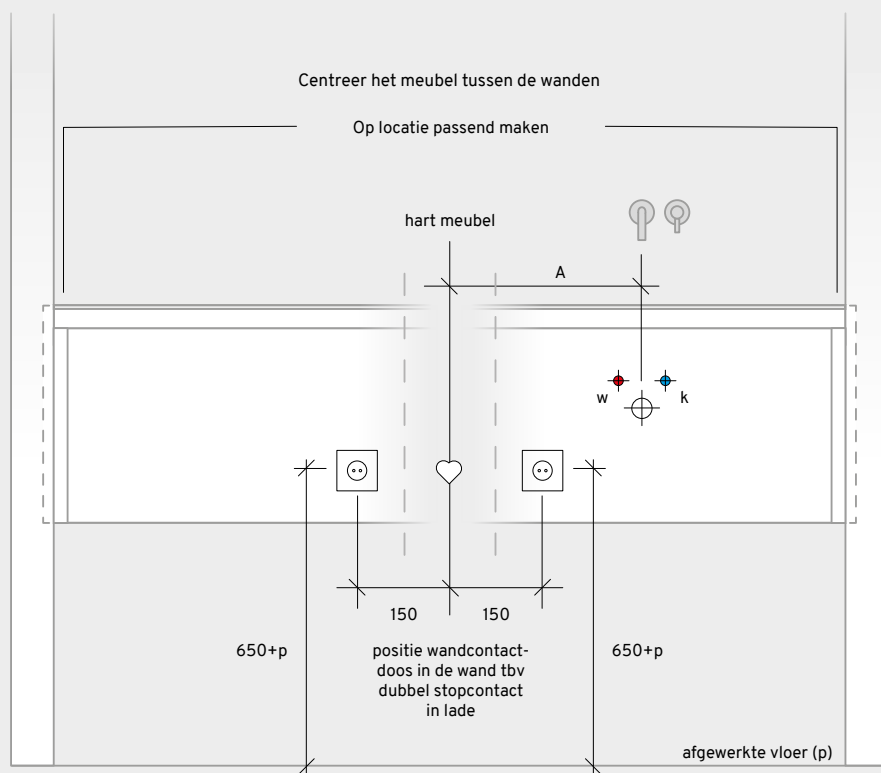 Centreer het meubel tussen de wanden
Op locatie passend maken
hart meubel
A
w
k
150
150
650+p
positie wandcontact-
doos in de wand tbv
dubbel stopcontact
in lade
650+p
afgewerkte vloer (p)